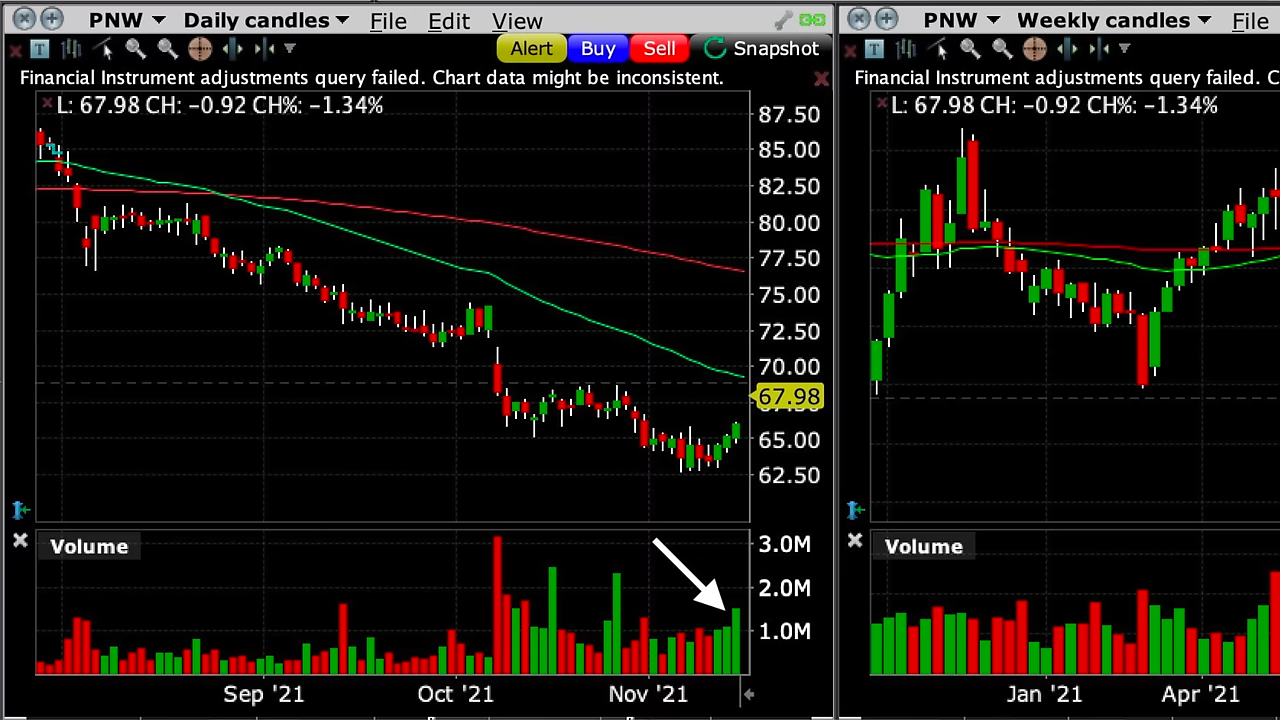 PNW Daily candles File Edit View
T Alert Buy Sell Snapshot
Financial Instrument adjustments query failed. Chart data might be inconsistent.
L: 67.98 CH: −0.92 CH%: −1.34%
87.50
85.00
82.50
80.00
77.50
75.00
72.50
70.00
67.98
65.00
62.50
Volume
3.0M
2.0M
1.0M
Sep '21 Oct '21 Nov '21
PNW Weekly candles File
T
Financial Instrument adjustments query failed. C
L: 67.98 CH: −0.92 CH%: −1.34%
Volume
Jan '21 Apr '21